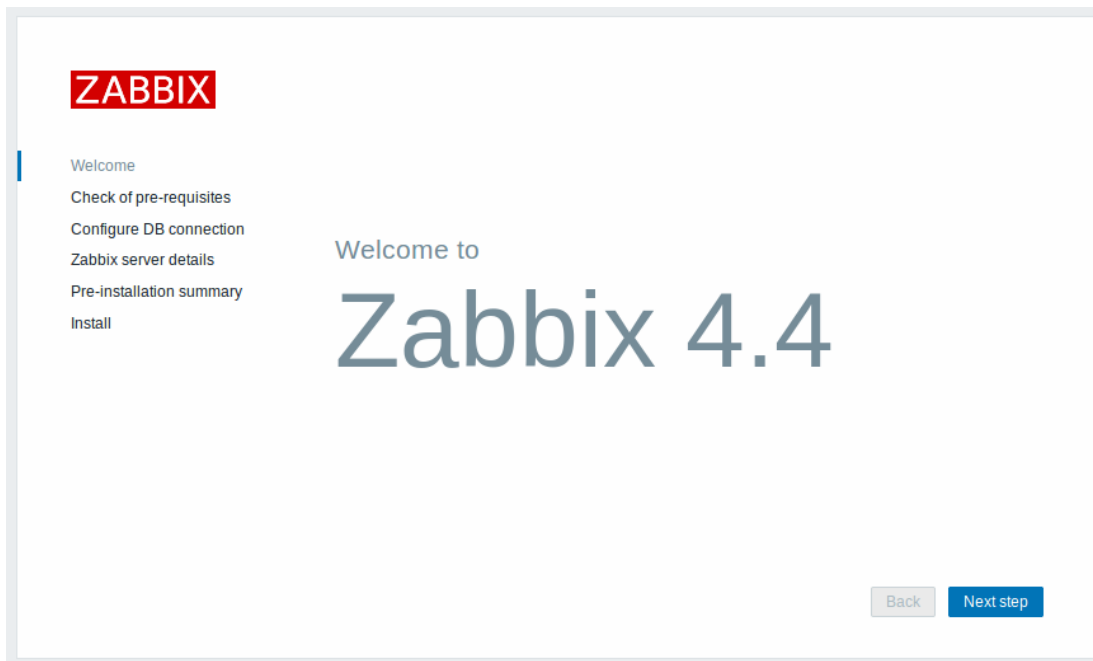 ZABBIX
Welcome
Check of pre-requisites
Configure DB connection
Zabbix server details
Pre-installation summary
Install
Welcome to
Zabbix 4.4
Back
Next step